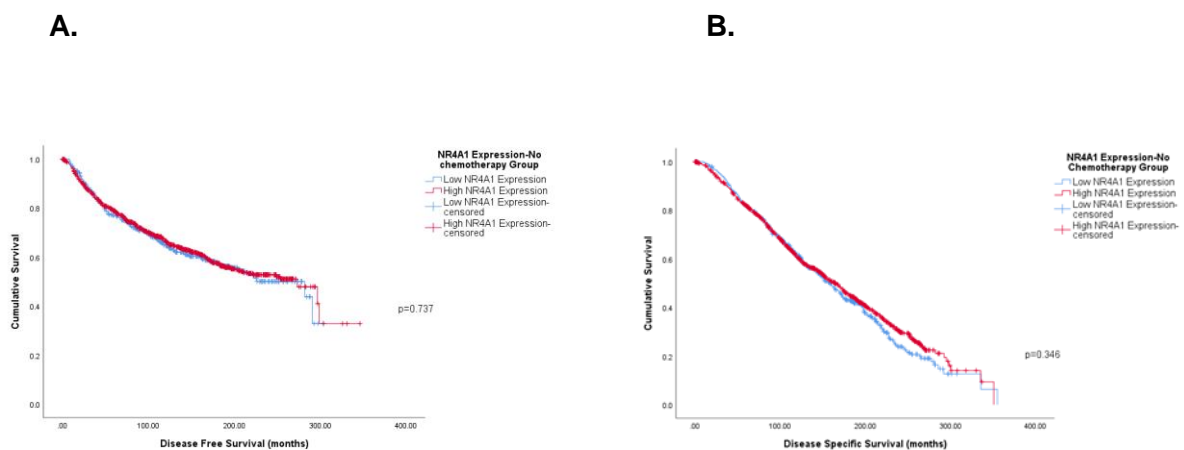 A.
B.
NR4A1 Expression-No
chemotherapy Group
Low NR4A1 Expression
High NR4A1 Expression
Low NR4A1 Expression-
censored
High NR4A1 Expression-
censored
1.0
0.8
0.6
0.4
0.2
0.0
Cumulative Survival
p=0.737
.00
100.00
200.00
300.00
400.00
Disease Free Survival (months)
NR4A1 Expression-No
Chemotherapy Group
Low NR4A1 Expression
High NR4A1 Expression
Low NR4A1 Expression-
censored
High NR4A1 Expression-
censored
1.0
0.8
0.6
0.4
0.2
0.0
Cumulative Survival
p=0.346
.00
100.00
200.00
300.00
400.00
Disease Specific Survival (months)